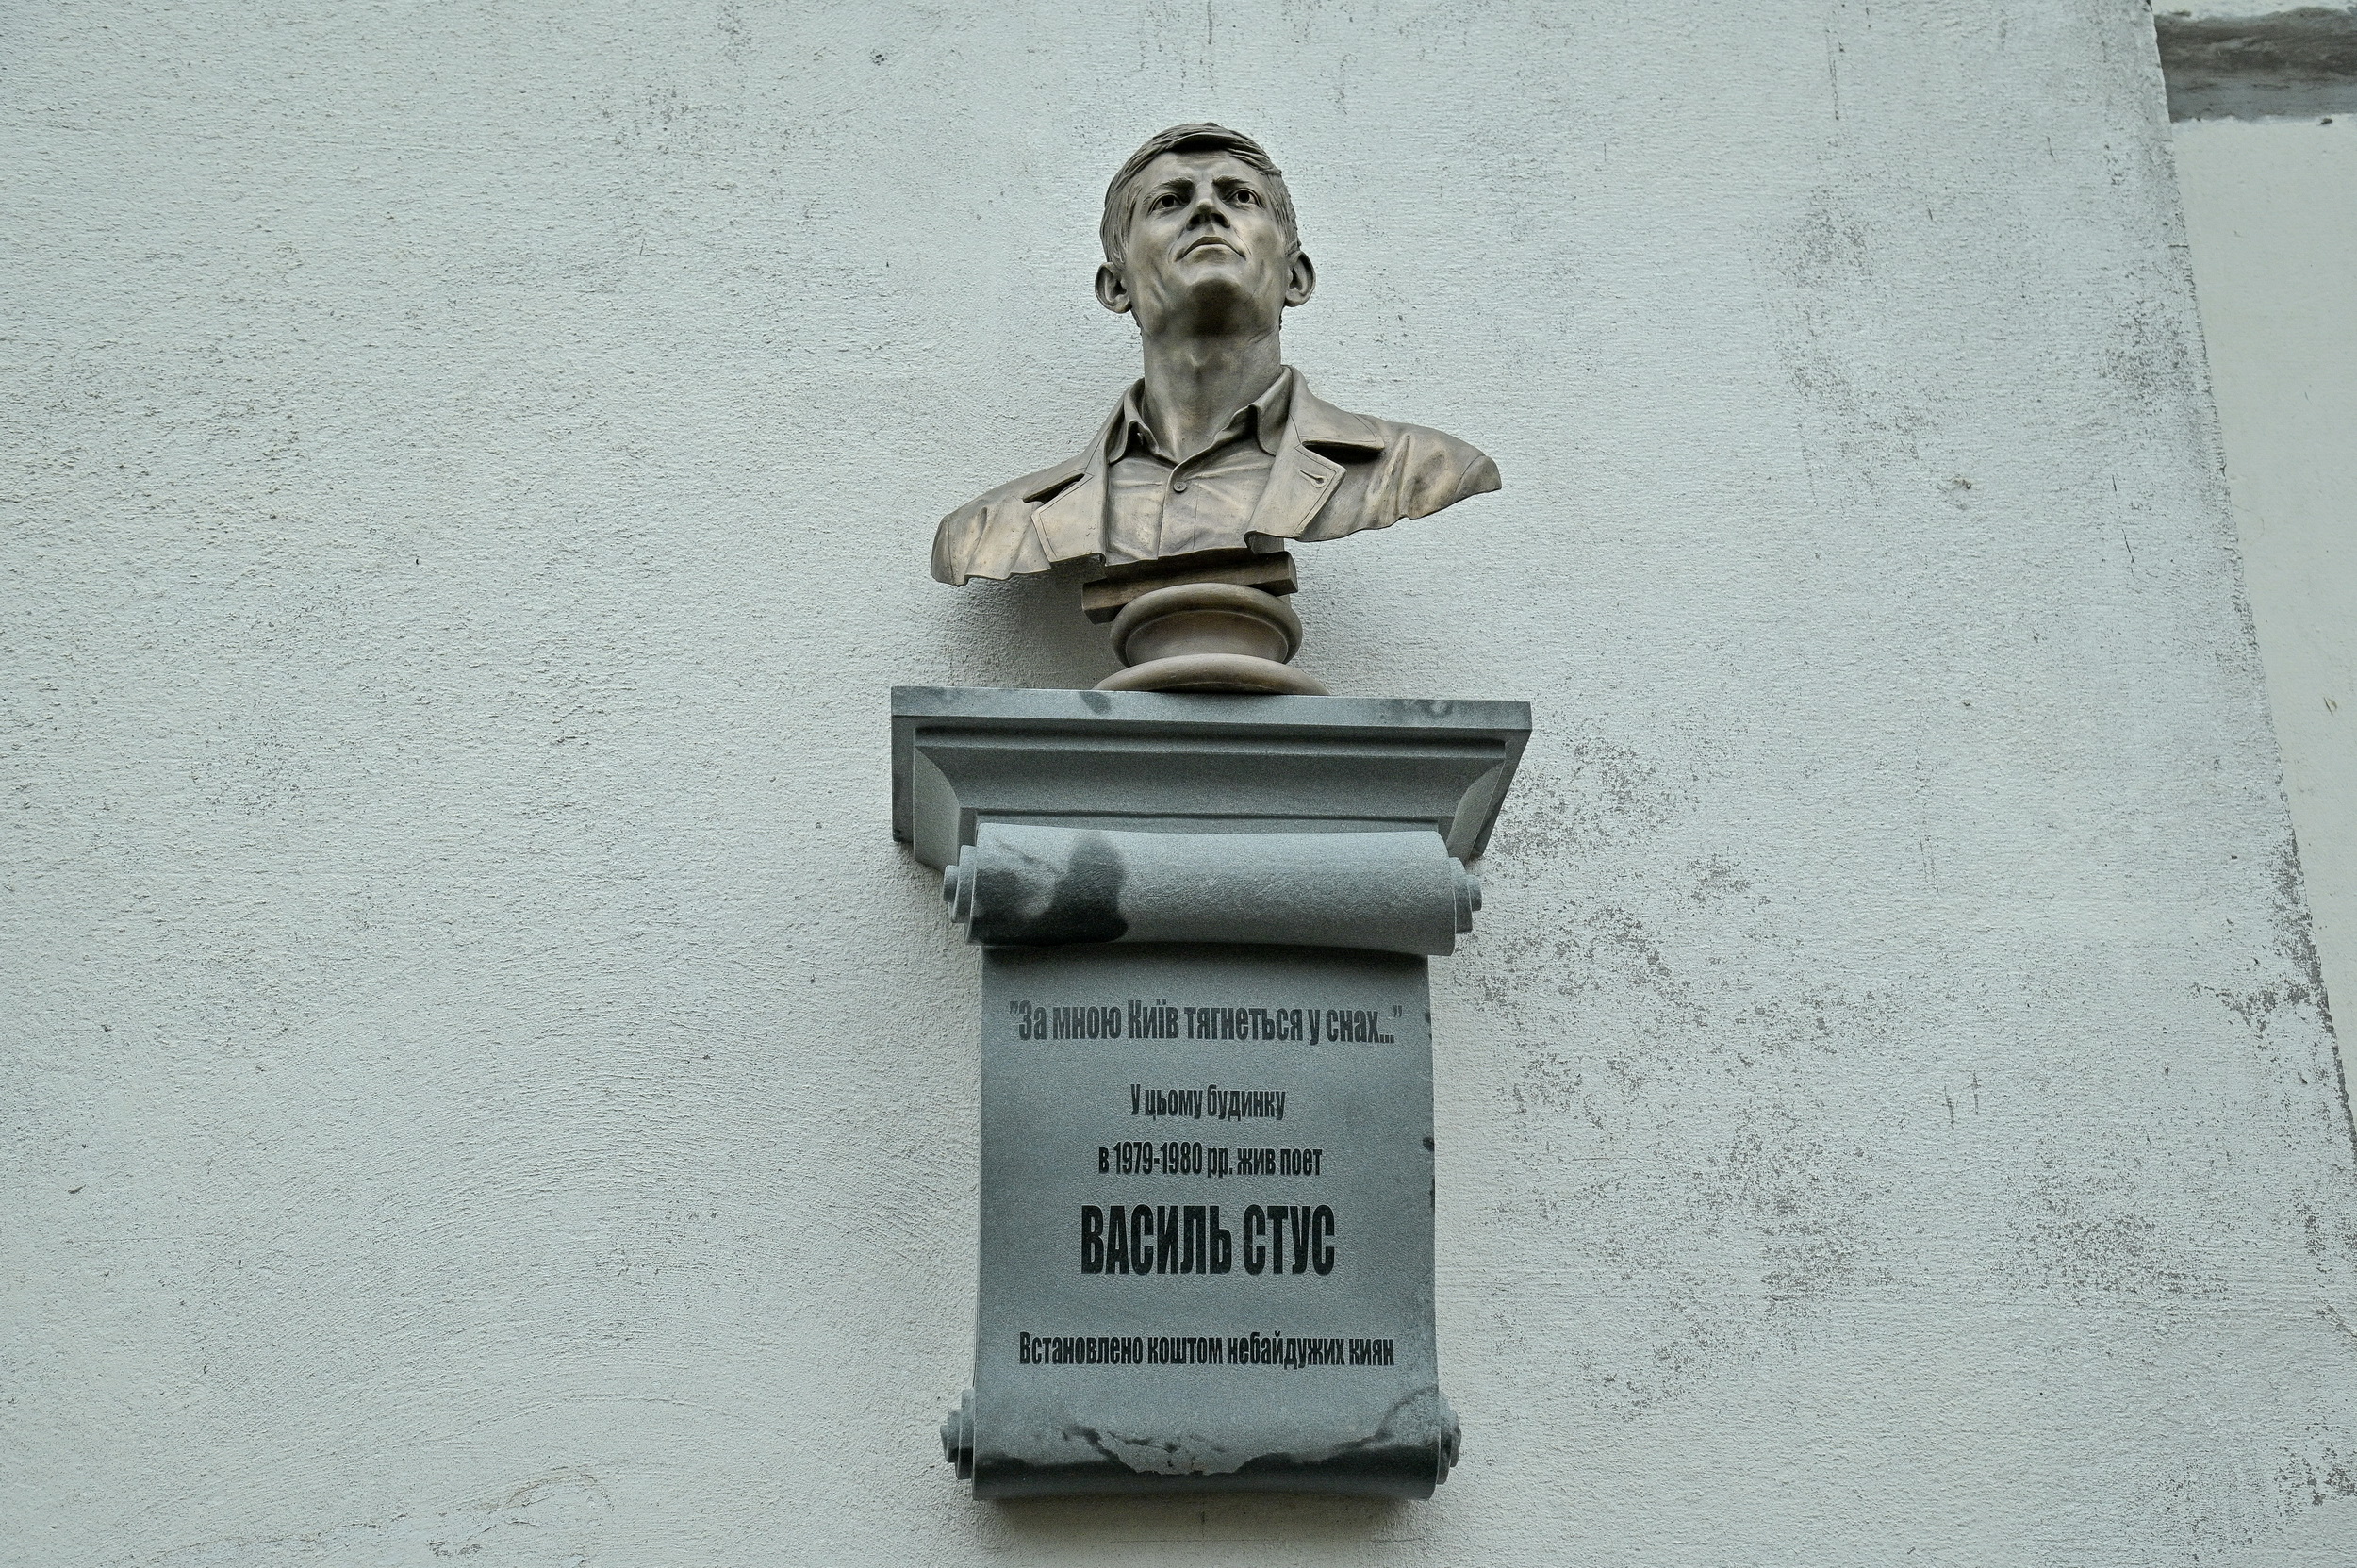 "За мною Київ тягнеться у снах..."
У цьому будинку
в 1979-1980 рр. жив поет
ВАСИЛЬ СТУС
Встановлено коштом небайдужих киян